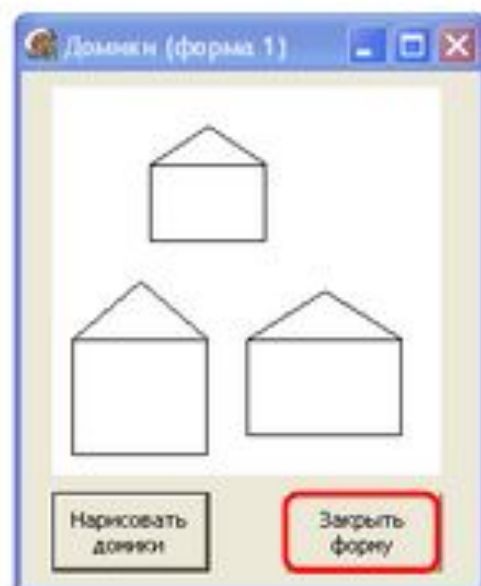 Домики (форма 1)
Нарисовать
домики
Закрыть
форму